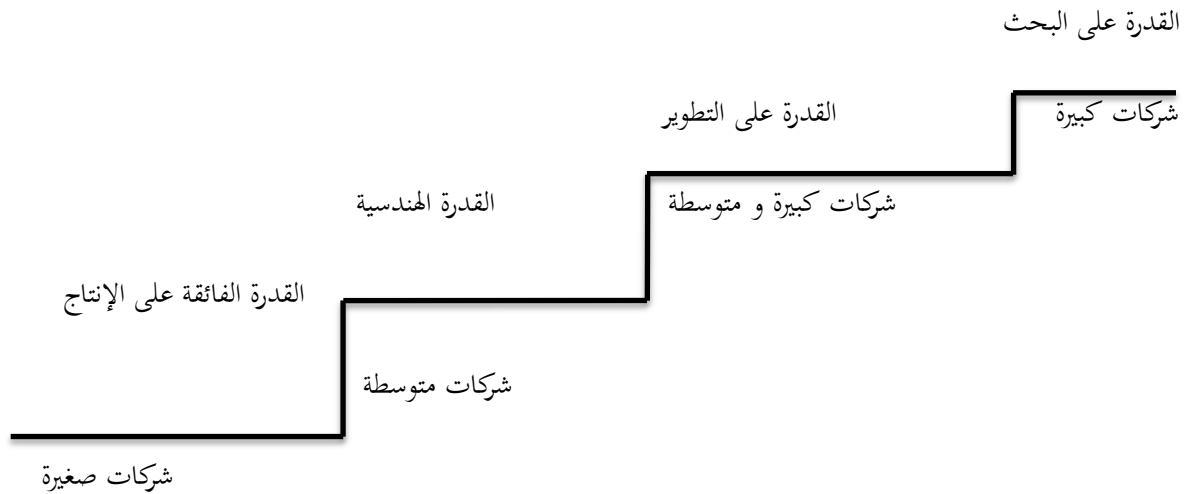 القدرة على البحث
شركات كبيرة
القدرة على التطوير
شركات كبيرة و متوسطة
القدرة الهندسية
القدرة الفائقة على الإنتاج
شركات متوسطة
شركات صغيرة